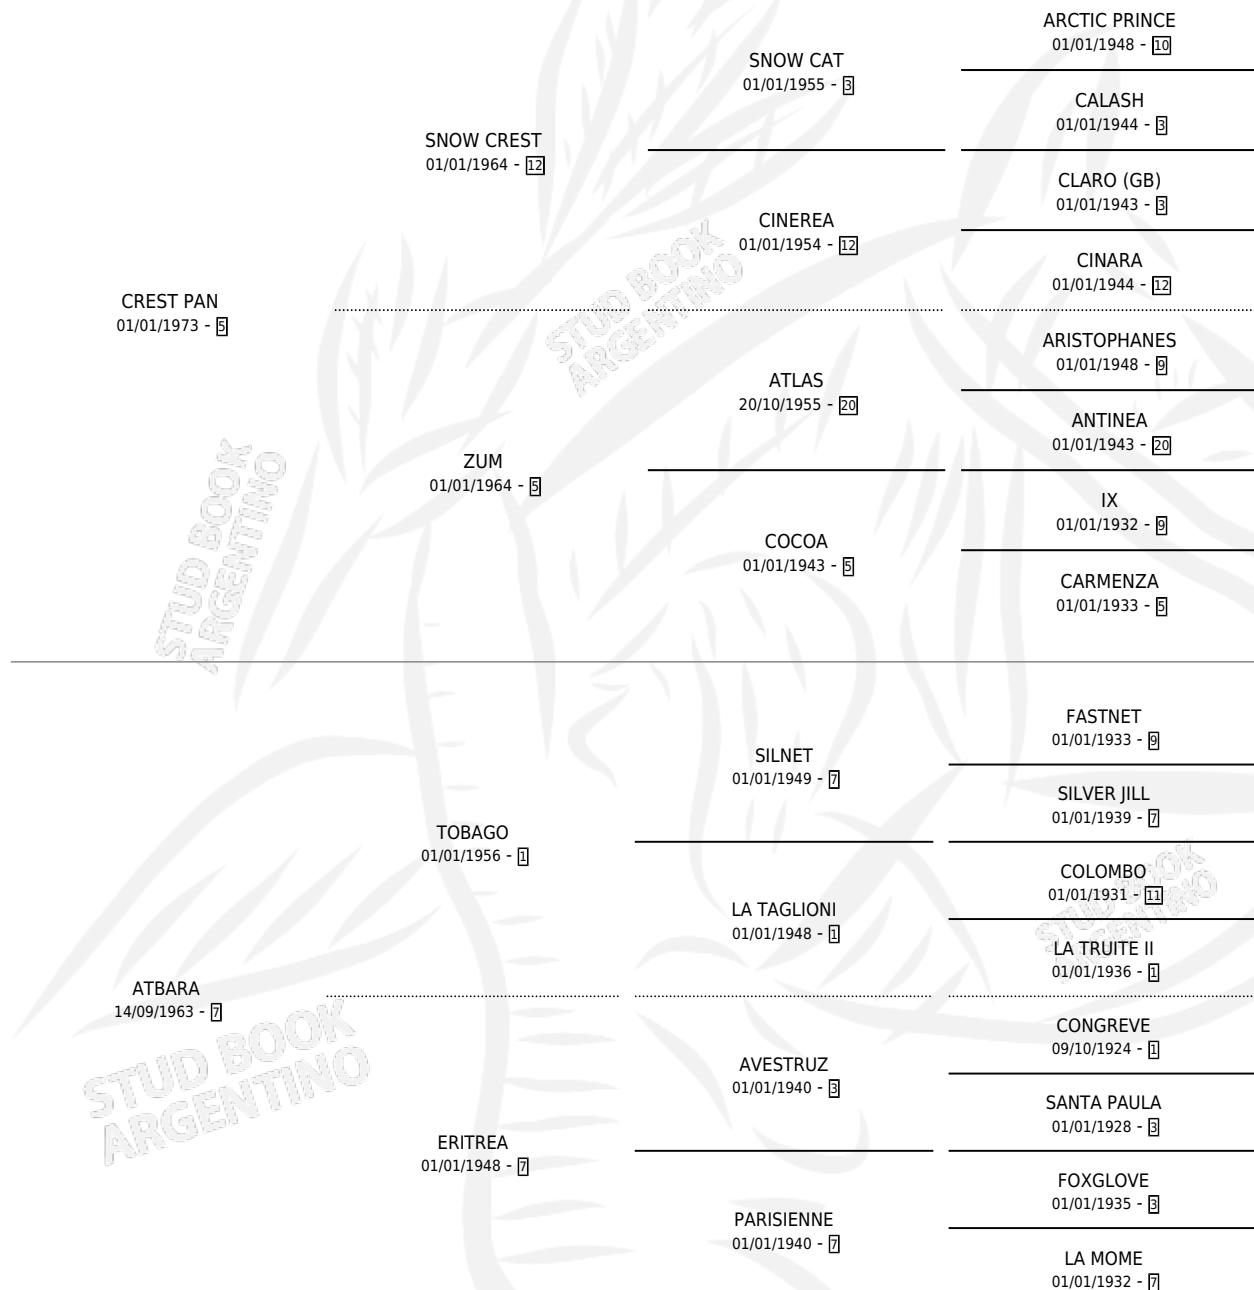 ARCTIC PRINCE
01/01/1948 - 10
SNOW CAT
01/01/1955 - 3
CALASH
01/01/1944 - 3
SNOW CREST
01/01/1964 - 12
CLARO (GB)
01/01/1943 - 3
CINEREA
01/01/1954 - 12
CINARA
01/01/1944 - 12
CREST PAN
01/01/1973 - 5
STUD BOOK
ARGENTINO
ARISTOPHANES
01/01/1948 - 9
ATLAS
20/10/1955 - 20
ANTINEA
01/01/1943 - 20
ZUM
01/01/1964 - 5
IX
01/01/1932 - 9
COCOA
01/01/1943 - 5
CARMENZA
01/01/1933 - 5
STUD BOOK
ARGENTINO
FASTNET
01/01/1933 - 9
SILNET
01/01/1949 - 7
SILVER JILL
01/01/1939 - 7
TOBAGO
01/01/1956 - 1
COLOMBO
01/01/1931 - 11
LA TAGLIONI
01/01/1948 - 1
STUD BOOK
ARGENTINO
LA TRUITE II
01/01/1936 - 1
ATBARA
14/09/1963 - 7
STUD BOOK
ARGENTINO
CONGREVE
09/10/1924 - 1
AVESTRUZ
01/01/1940 - 3
SANTA PAULA
01/01/1928 - 3
ERITREA
01/01/1948 - 7
FOXGLOVE
01/01/1935 - 3
PARISIENNE
01/01/1940 - 7
LA MOME
01/01/1932 - 7